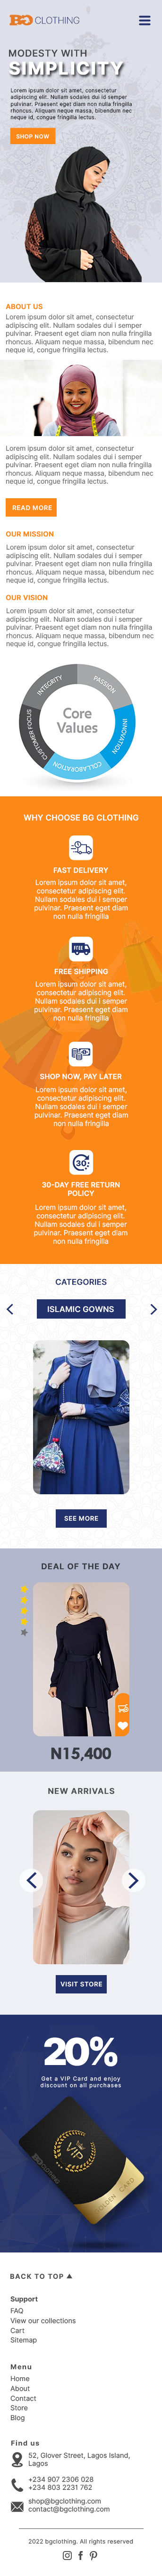 BG CLOTHING
MODESTY WITH
SIMPLICITY
Lorem ipsum dolor sit amet, consectetur
adipiscing elit. Nullam sodales dui i semper
pulvinar. Praesent eget diam non nulla fringilla
rhoncus. Aliquam neque massa, bibendum nec
neque id, congue fringilla lectus.
SHOP NOW
ABOUT US
Lorem ipsum dolor sit amet, consectetur
adipiscing elit. Nullam sodales dui i semper
pulvinar. Praesent eget diam non nulla fringilla
rhoncus. Aliquam neque massa, bibendum nec
neque id, congue fringilla lectus.
Lorem ipsum dolor sit amet, consectetur
adipiscing elit. Nullam sodales dui i semper
pulvinar. Praesent eget diam non nulla fringilla
rhoncus. Aliquam neque massa, bibendum nec
neque id, congue fringilla lectus.
READ MORE
OUR MISSION
Lorem ipsum dolor sit amet, consectetur
adipiscing elit. Nullam sodales dui i semper
pulvinar. Praesent eget diam non nulla fringilla
rhoncus. Aliquam neque massa, bibendum nec
neque id, congue fringilla lectus.
OUR VISION
Lorem ipsum dolor sit amet, consectetur
adipiscing elit. Nullam sodales dui i semper
pulvinar. Praesent eget diam non nulla fringilla
rhoncus. Aliquam neque massa, bibendum nec
neque id, congue fringilla lectus.
INTEGRITY
PASSION
INNOVATION
COLLABORATION
CUSTOMER FOCUS
Core
Values
WHY CHOOSE BG CLOTHING
FAST DELIVERY
Lorem ipsum dolor sit amet,
consectetur adipiscing elit.
Nullam sodales dui i semper
pulvinar. Praesent eget diam
non nulla fringilla
FREE
FREE SHIPPING
Lorem ipsum dolor sit amet,
consectetur adipiscing elit.
Nullam sodales dui i semper
pulvinar. Praesent eget diam
non nulla fringilla
SHOP NOW, PAY LATER
Lorem ipsum dolor sit amet,
consectetur adipiscing elit.
Nullam sodales dui i semper
pulvinar. Praesent eget diam
non nulla fringilla
30
30-DAY FREE RETURN
POLICY
Lorem ipsum dolor sit amet,
consectetur adipiscing elit.
Nullam sodales dui i semper
pulvinar. Praesent eget diam
non nulla fringilla
CATEGORIES
ISLAMIC GOWNS
SEE MORE
DEAL OF THE DAY
N15,400
NEW ARRIVALS
VISIT STORE
20%
Get a VIP Card and enjoy
discount on all purchases
BG CLOTHING
VIP
GOLDEN CARD
BACK TO TOP
Support
FAQ
View our collections
Cart
Sitemap
Menu
Home
About
Contact
Store
Blog
Find us
52, Glover Street, Lagos Island,
Lagos
+234 907 2306 028
+234 803 2231 762
shop@bgclothing.com
contact@bgclothing.com
2022 bgclothing. All rights reserved